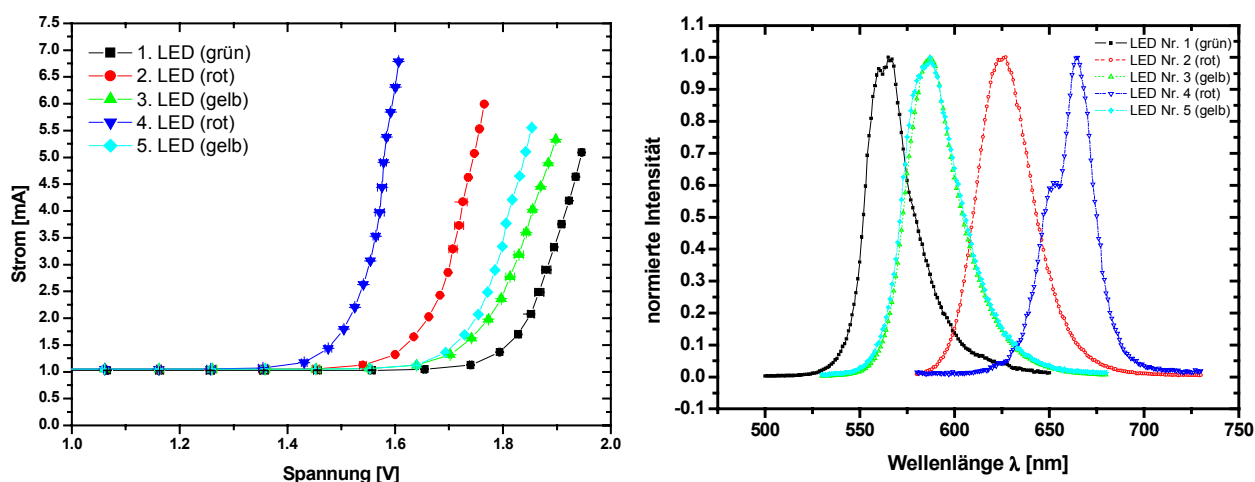 7.5
7.0
6.5
6.0
5.5
5.0
4.5
4.0
3.5
3.0
2.5
2.0
1.5
1.0
0.5
0.0
Strom [mA]
1. LED (grün)
2. LED (rot)
3. LED (gelb)
4. LED (rot)
5. LED (gelb)
1.0 1.2 1.4 1.6 1.8 2.0
Spannung [V]
1.1
1.0
0.9
0.8
0.7
0.6
0.5
0.4
0.3
0.2
0.1
0.0
-0.1
normierte Intensität
LED Nr. 1 (grün)
LED Nr. 2 (rot)
LED Nr. 3 (gelb)
LED Nr. 4 (rot)
LED Nr. 5 (gelb)
500 550 600 650 700 750
Wellenlänge λ [nm]